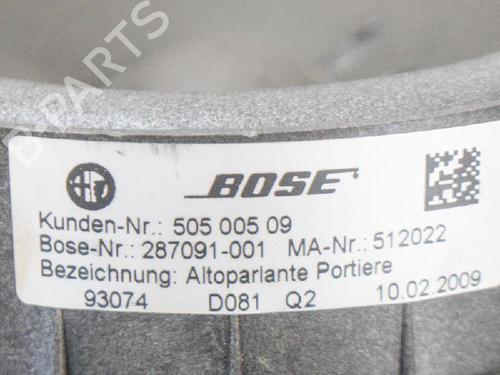 BOSE
Kunden-Nr.: 505 005 09
Bose-Nr.: 287091-001 MA-Nr.: 512022
Bezeichnung: Altoparlante Portiere
93074 D081 Q2 10.02.2009
B-PARTS